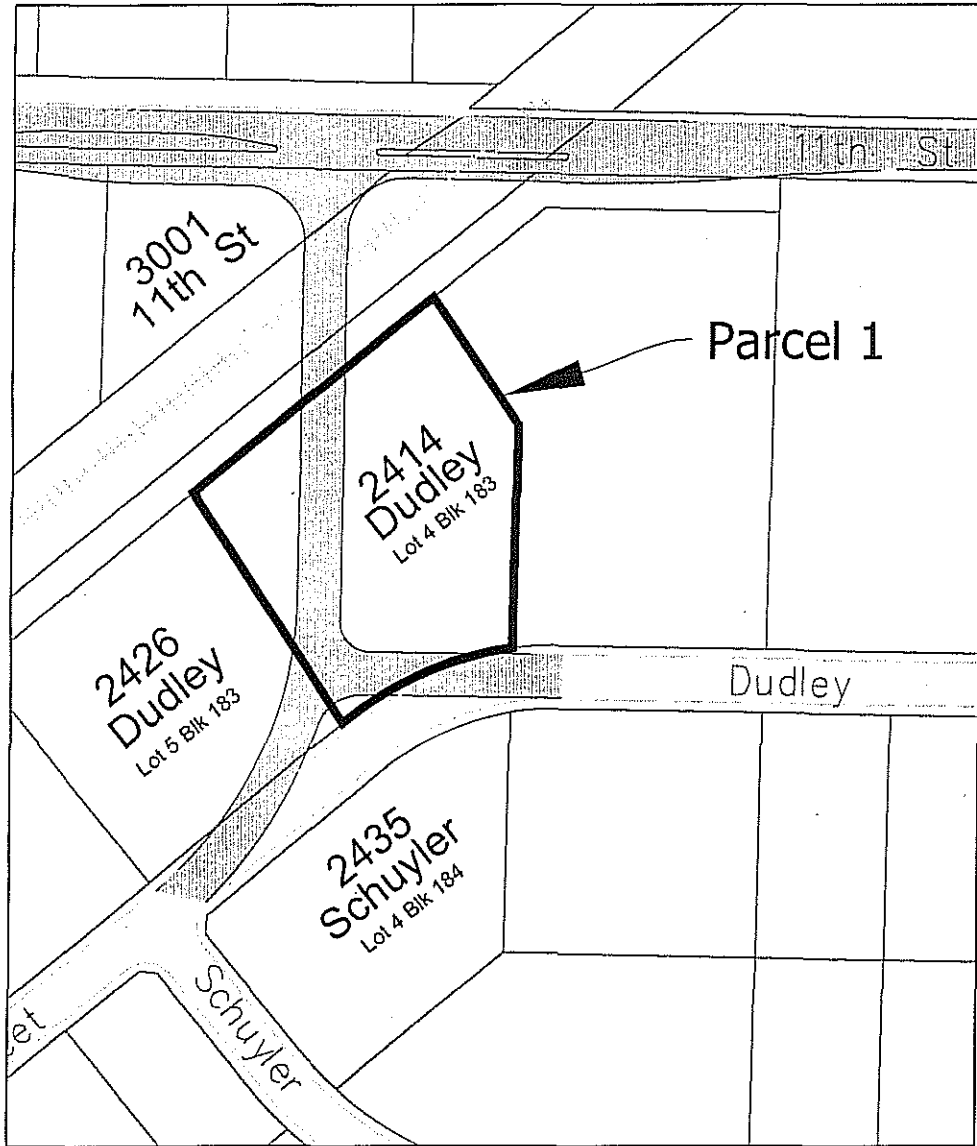 11th St
3001
11th St
Parcel 1
2414
Dudley
Lot 4 Blk 183
2426
Dudley
Lot 5 Blk 183
Dudley
2435
Schuyler
Lot 4 Blk 184
Schuyler